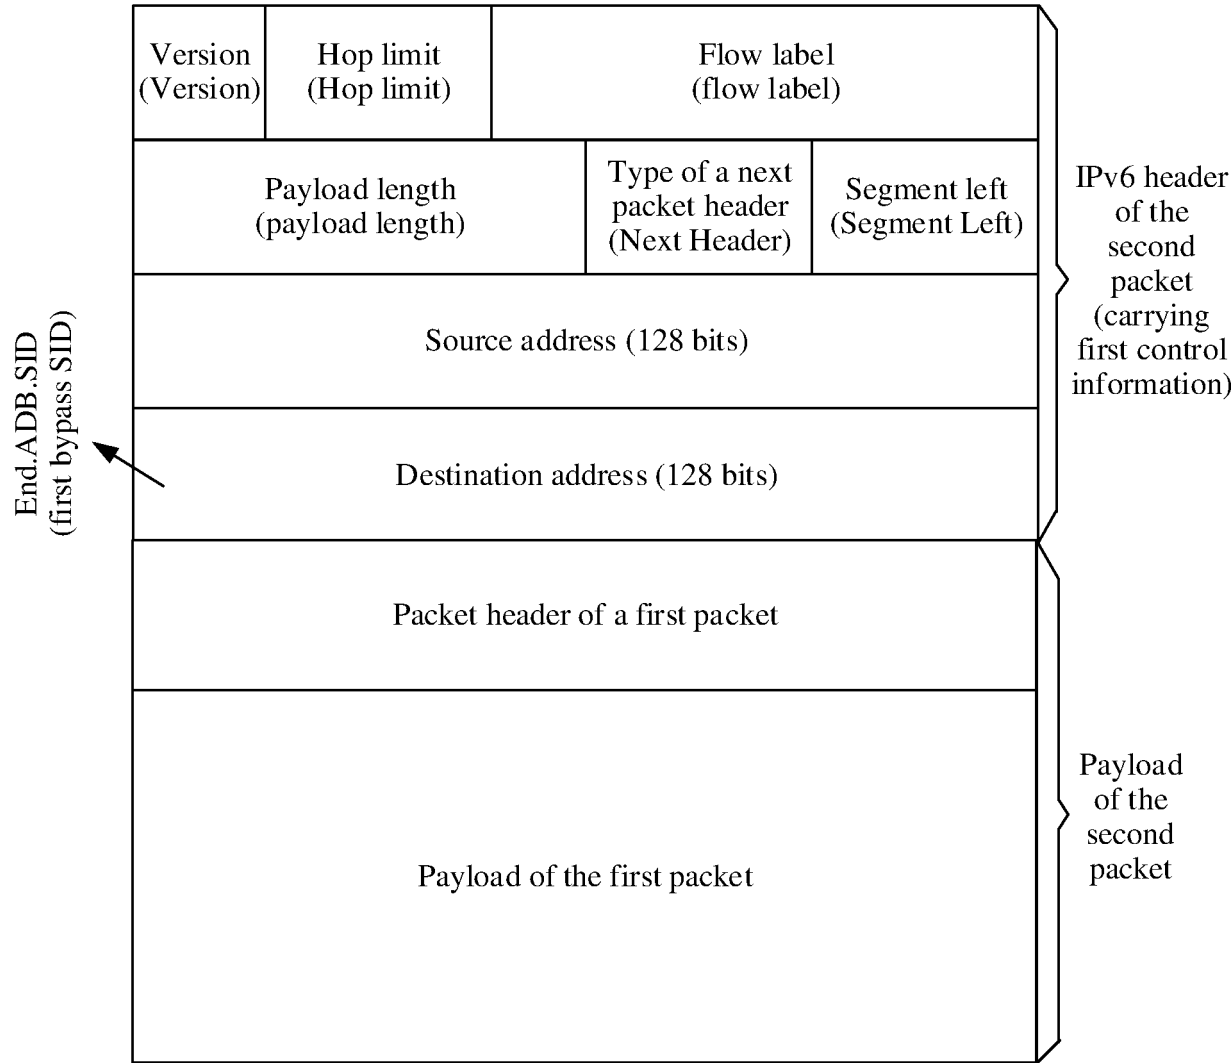 Version
(Version)
Hop limit
(Hop limit)
Flow label
(flow label)
Payload length
(payload length)
Type of a next
packet header
(Next Header)
Segment left
(Segment Left)
Source address (128 bits)
Destination address (128 bits)
End.ADB.SID
(first bypass SID)
IPv6 header
of the
second
packet
(carrying
first control
information)
Packet header of a first packet
Payload of the first packet
Payload
of the
second
packet